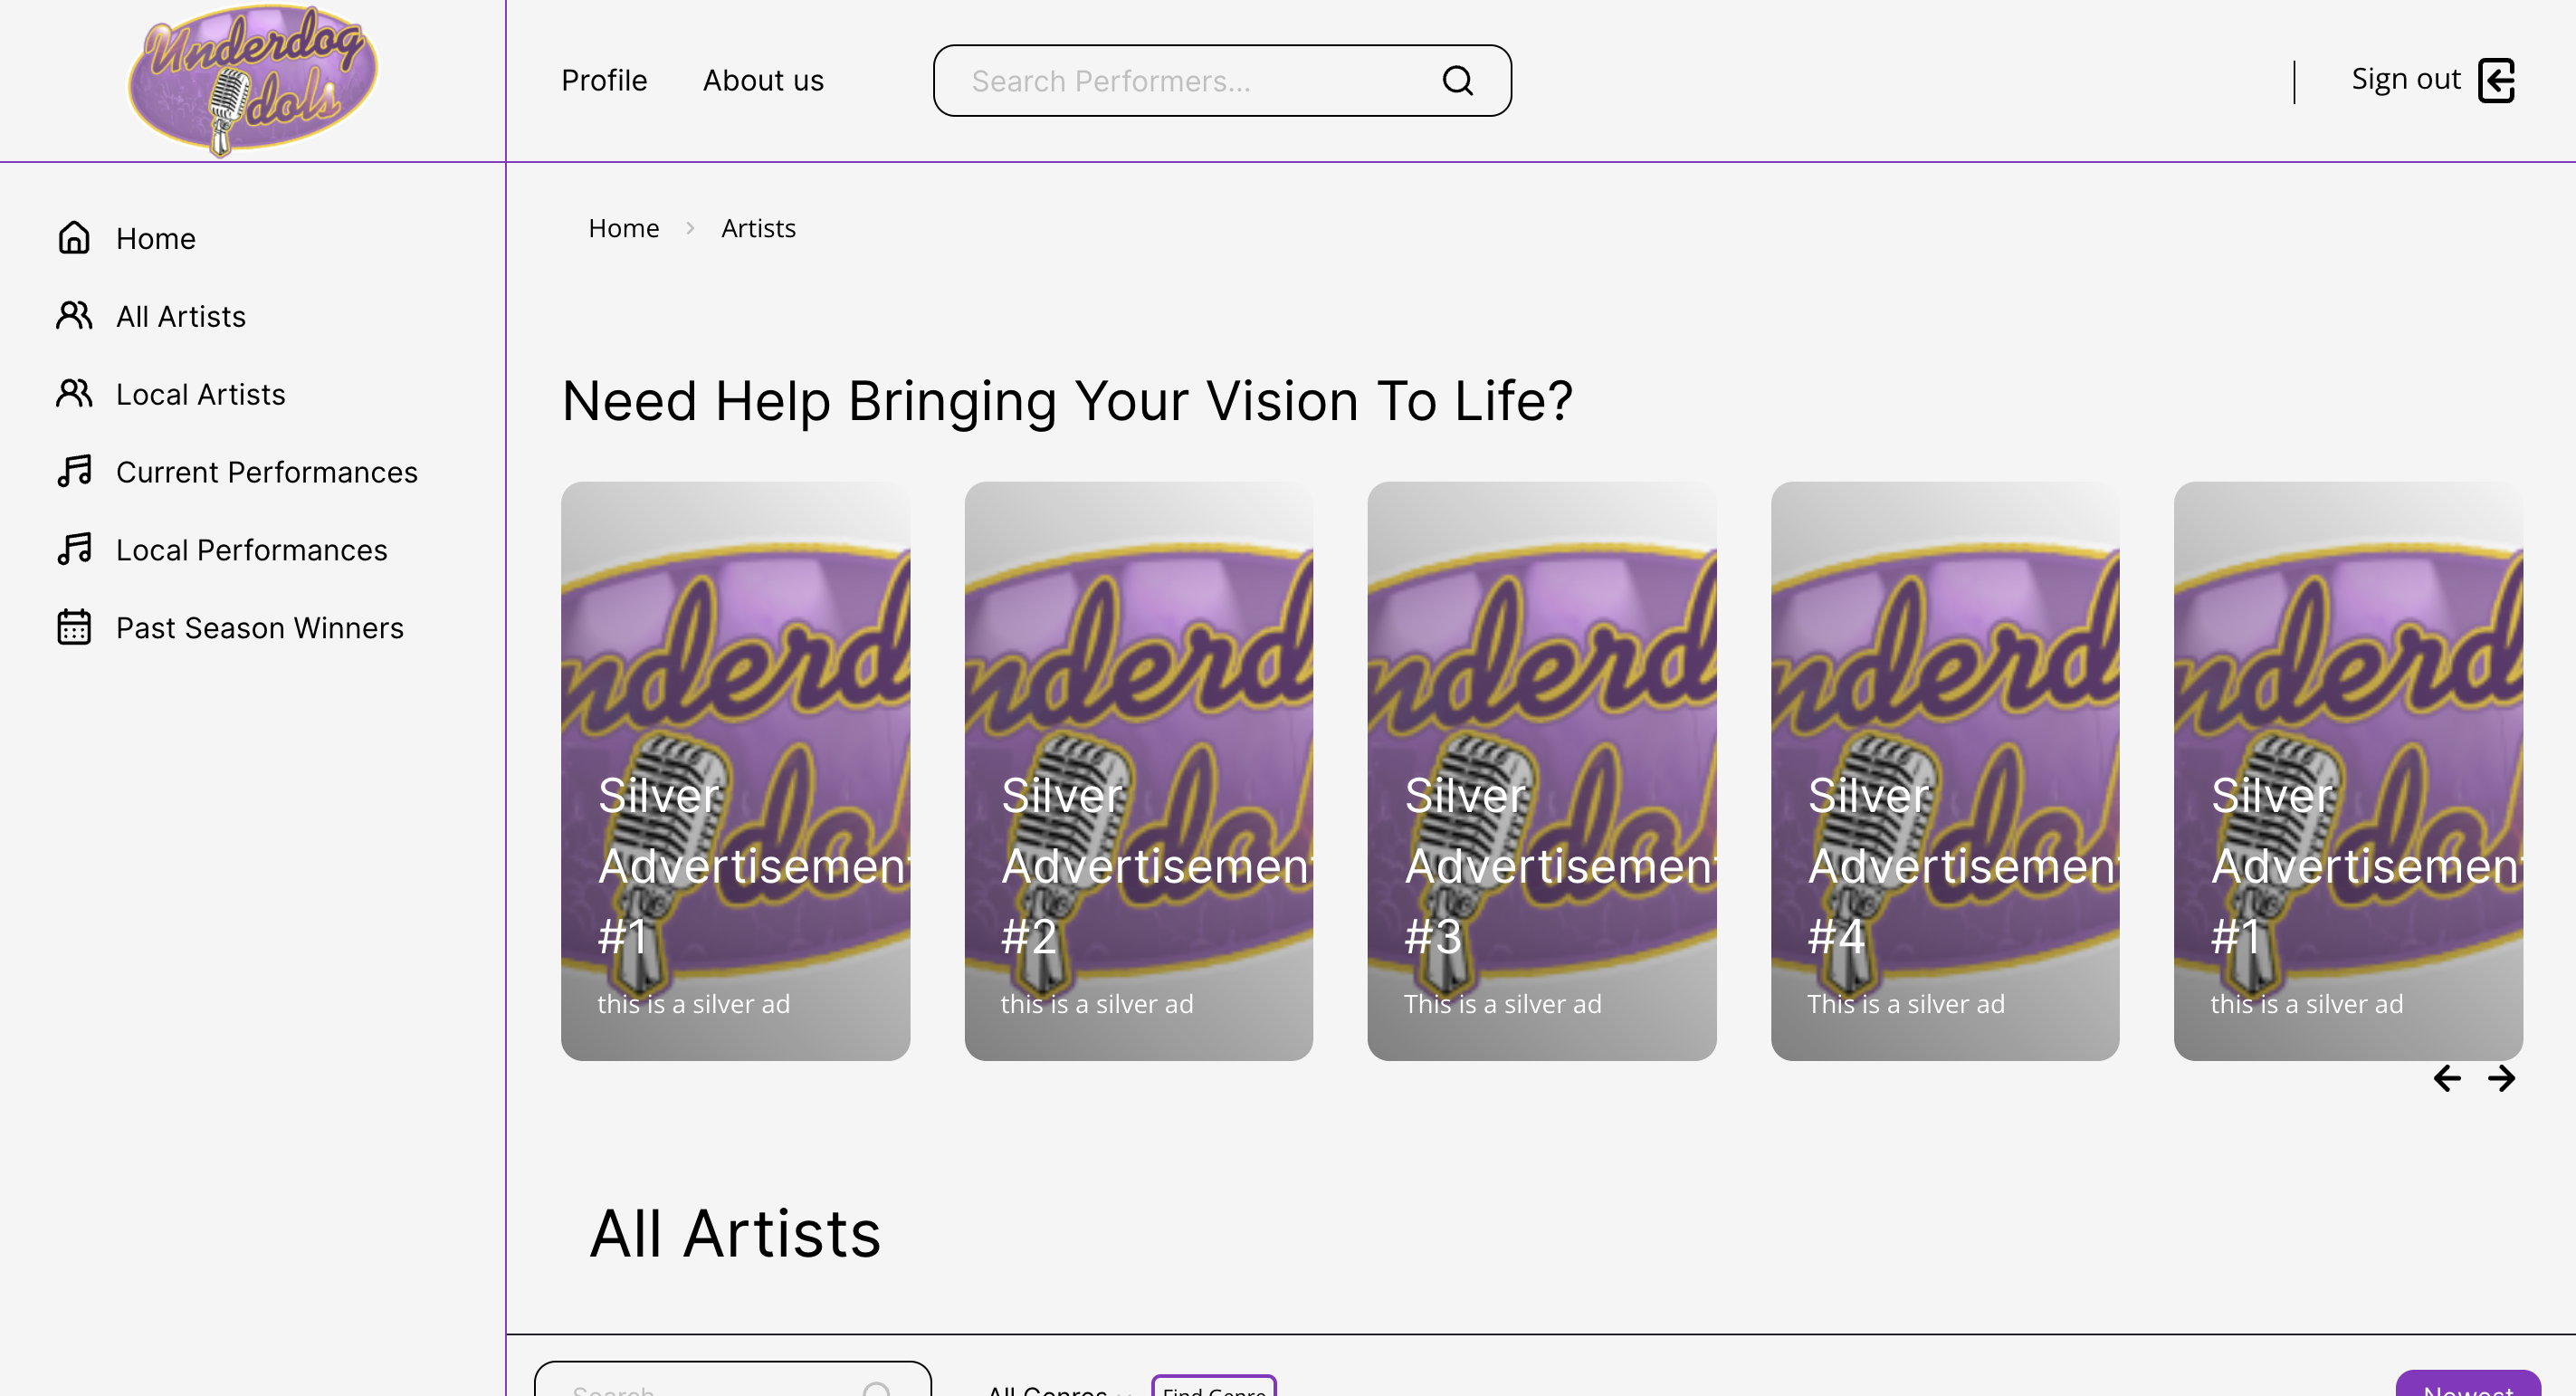 Underdog
Idols
Profile
About us
Search Performers...
Sign out
Home
All Artists
Local Artists
Current Performances
Local Performances
Past Season Winners
Home
Artists
Need Help Bringing Your Vision To Life?
Silver
Advertisement
#1
this is a silver ad
Silver
Advertisement
#2
this is a silver ad
Silver
Advertisement
#3
This is a silver ad
Silver
Advertisement
#4
This is a silver ad
Silver
Advertisement
#1
this is a silver ad
All Artists
Search
All Genres
Find Genre
Newest